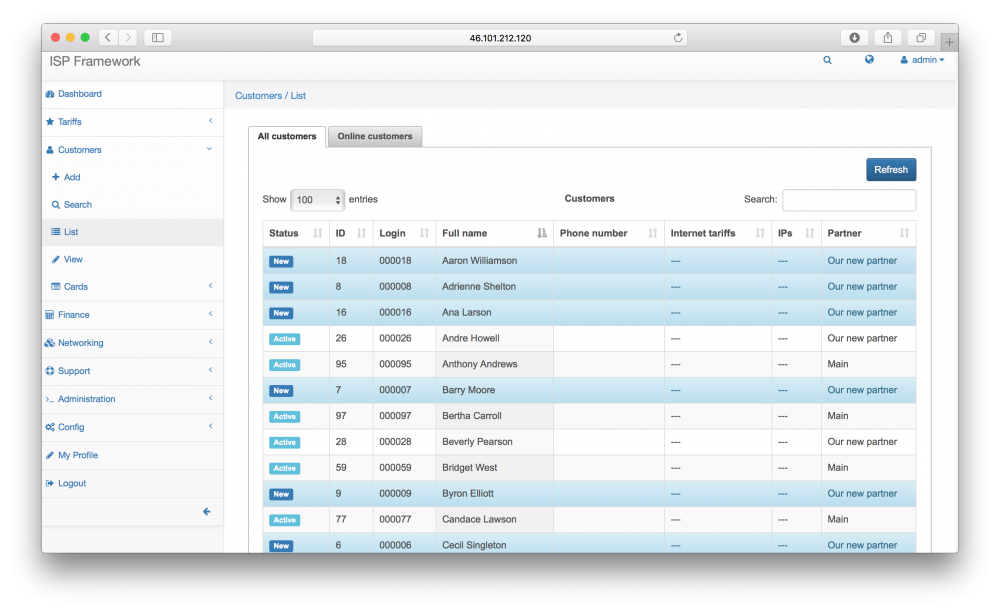 46.101.212.120
ISP Framework
admin
Dashboard
Tariffs
Customers
Add
Search
List
View
Cards
Finance
Networking
Support
Administration
Config
My Profile
Logout
Customers / List
All customers Online customers
Refresh
Show 100 entries Customers Search:
Status ID Login Full name Phone number Internet tariffs IPs Partner
New 18 000018 Aaron Williamson --- --- Our new partner
New 8 000008 Adrienne Shelton --- --- Our new partner
New 16 000016 Ana Larson --- --- Our new partner
Active 26 000026 Andre Howell --- --- Our new partner
Active 95 000095 Anthony Andrews --- --- Main
New 7 000007 Barry Moore --- --- Our new partner
Active 97 000097 Bertha Carroll --- --- Main
Active 28 000028 Beverly Pearson --- --- Our new partner
Active 59 000059 Bridget West --- --- Main
New 9 000009 Byron Elliott --- --- Our new partner
Active 77 000077 Candace Lawson --- --- Main
New 6 000006 Cecil Singleton --- --- Our new partner